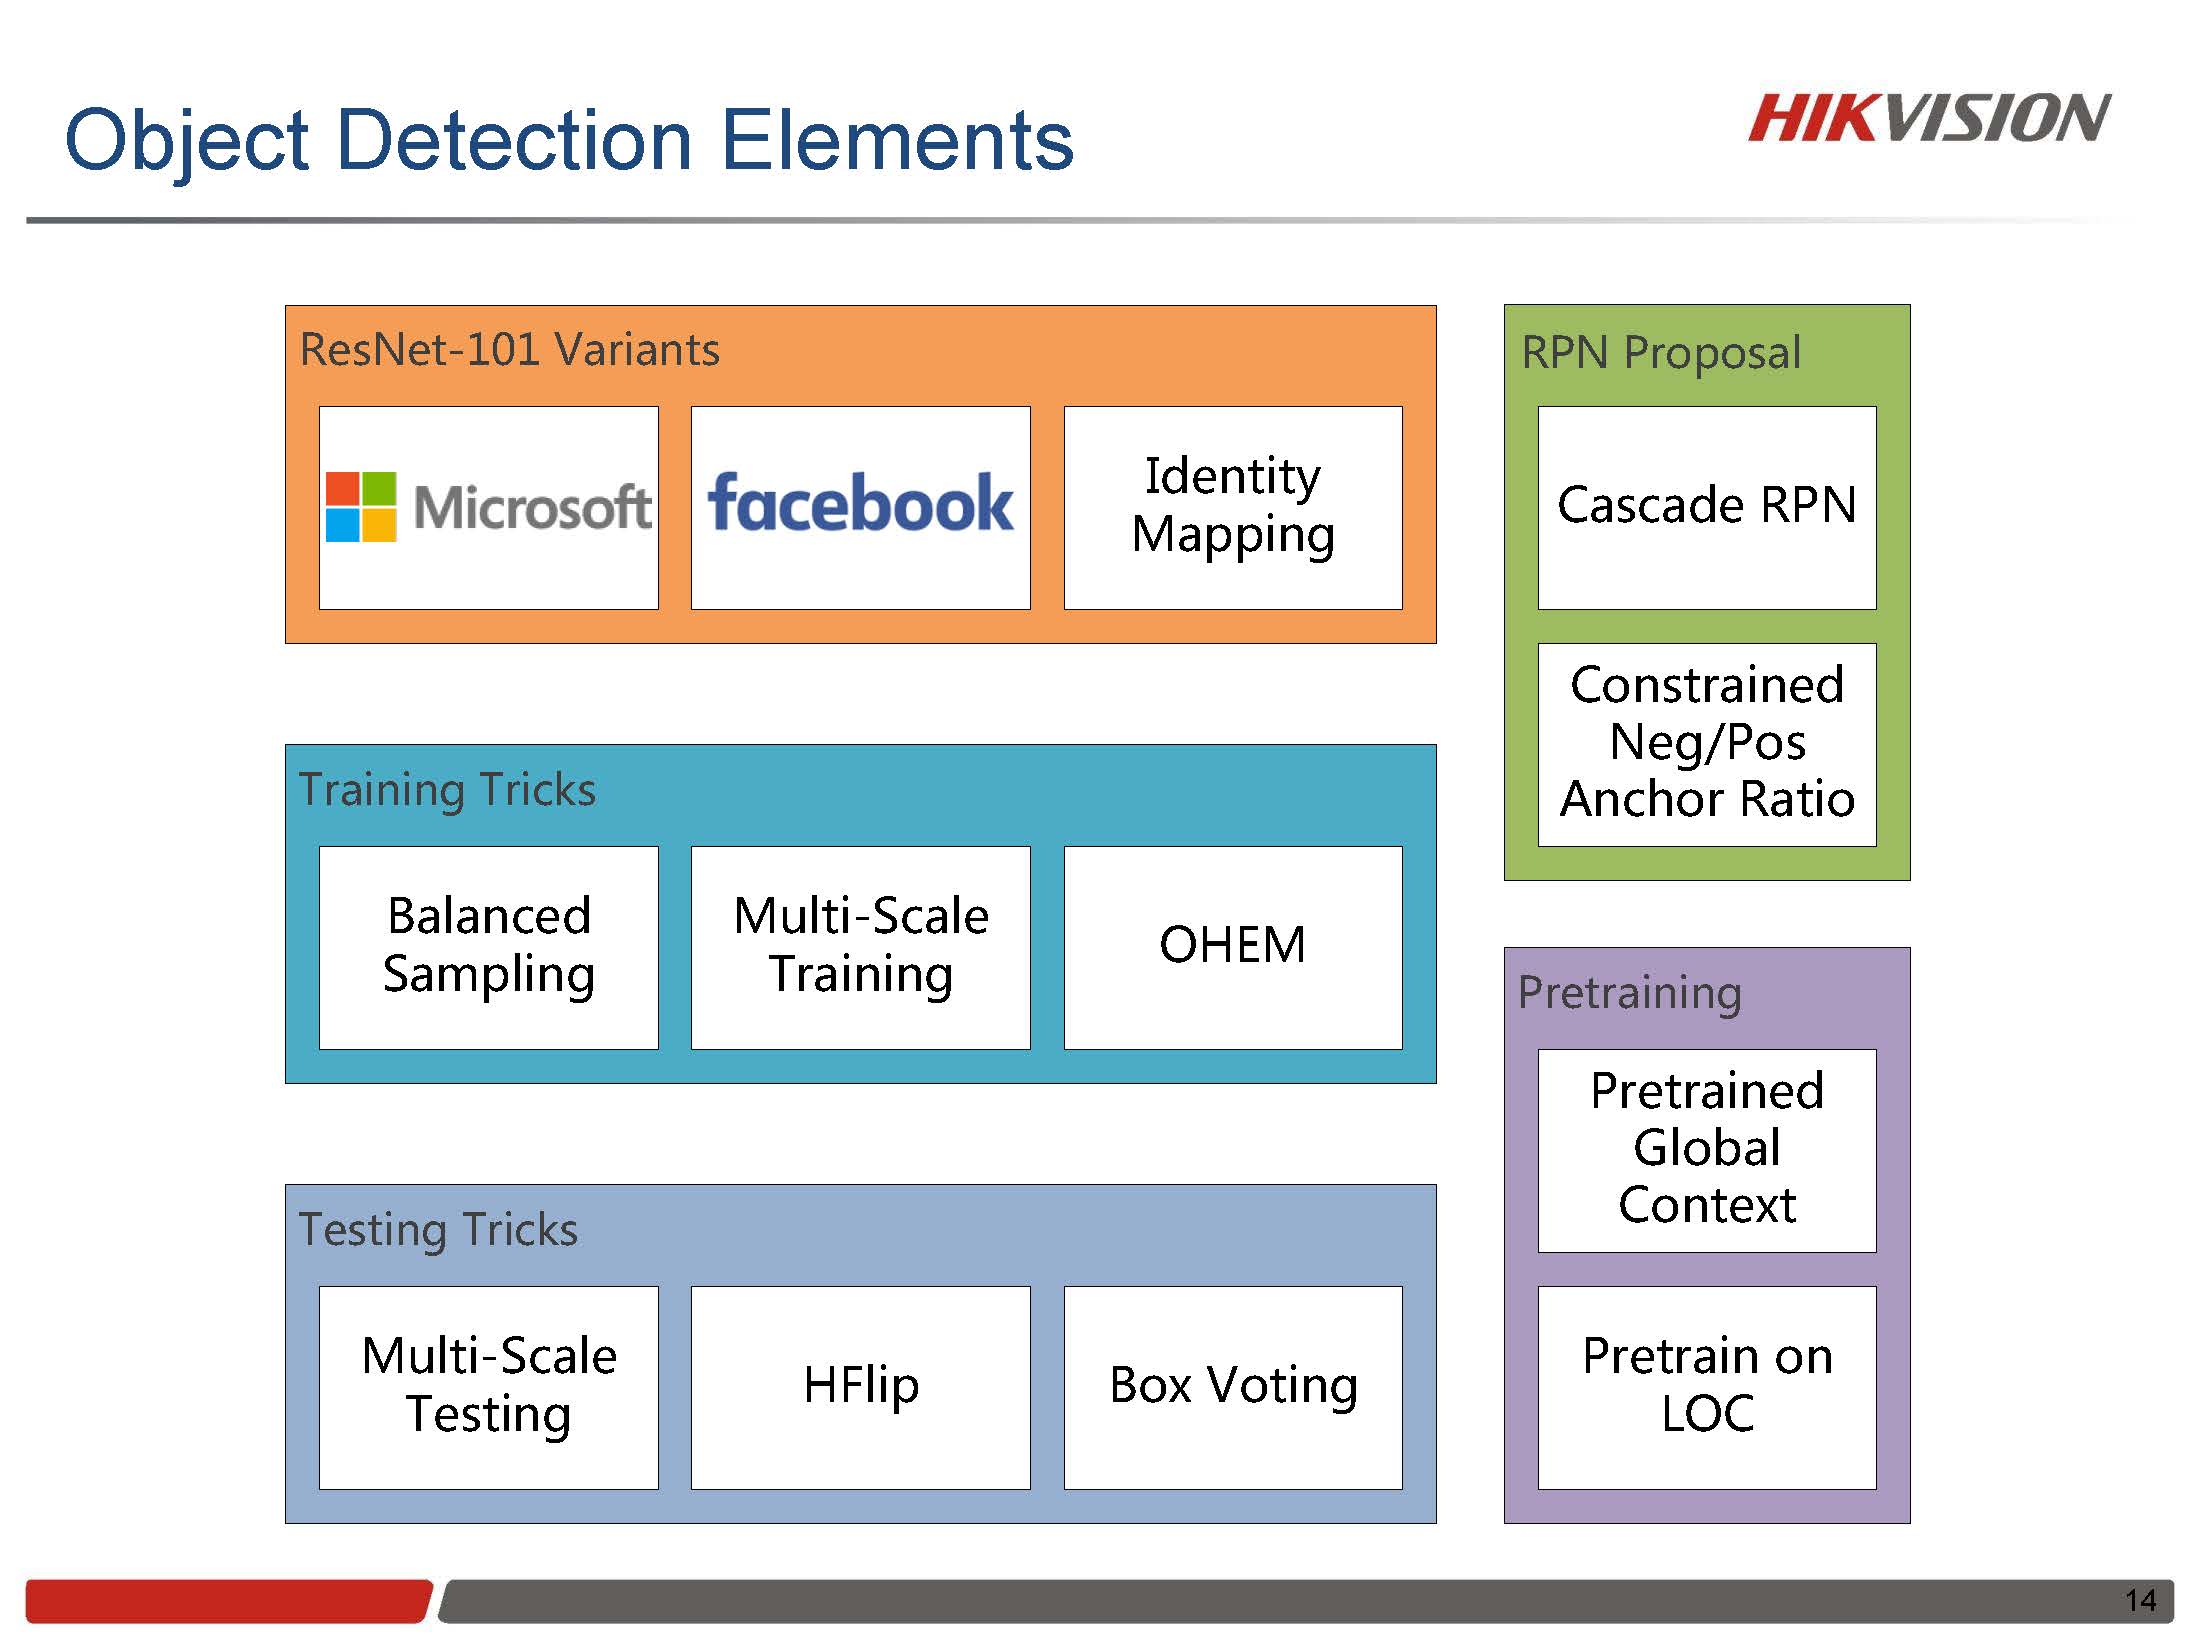 Object Detection Elements
HIKVISION
ResNet-101 Variants
Microsoft
facebook
Identity
Mapping
Training Tricks
Balanced
Sampling
Multi-Scale
Training
OHEM
Testing Tricks
Multi-Scale
Testing
HFlip
Box Voting
RPN Proposal
Cascade RPN
Constrained
Neg/Pos
Anchor Ratio
Pretraining
Pretrained
Global
Context
Pretrain on
LOC
14